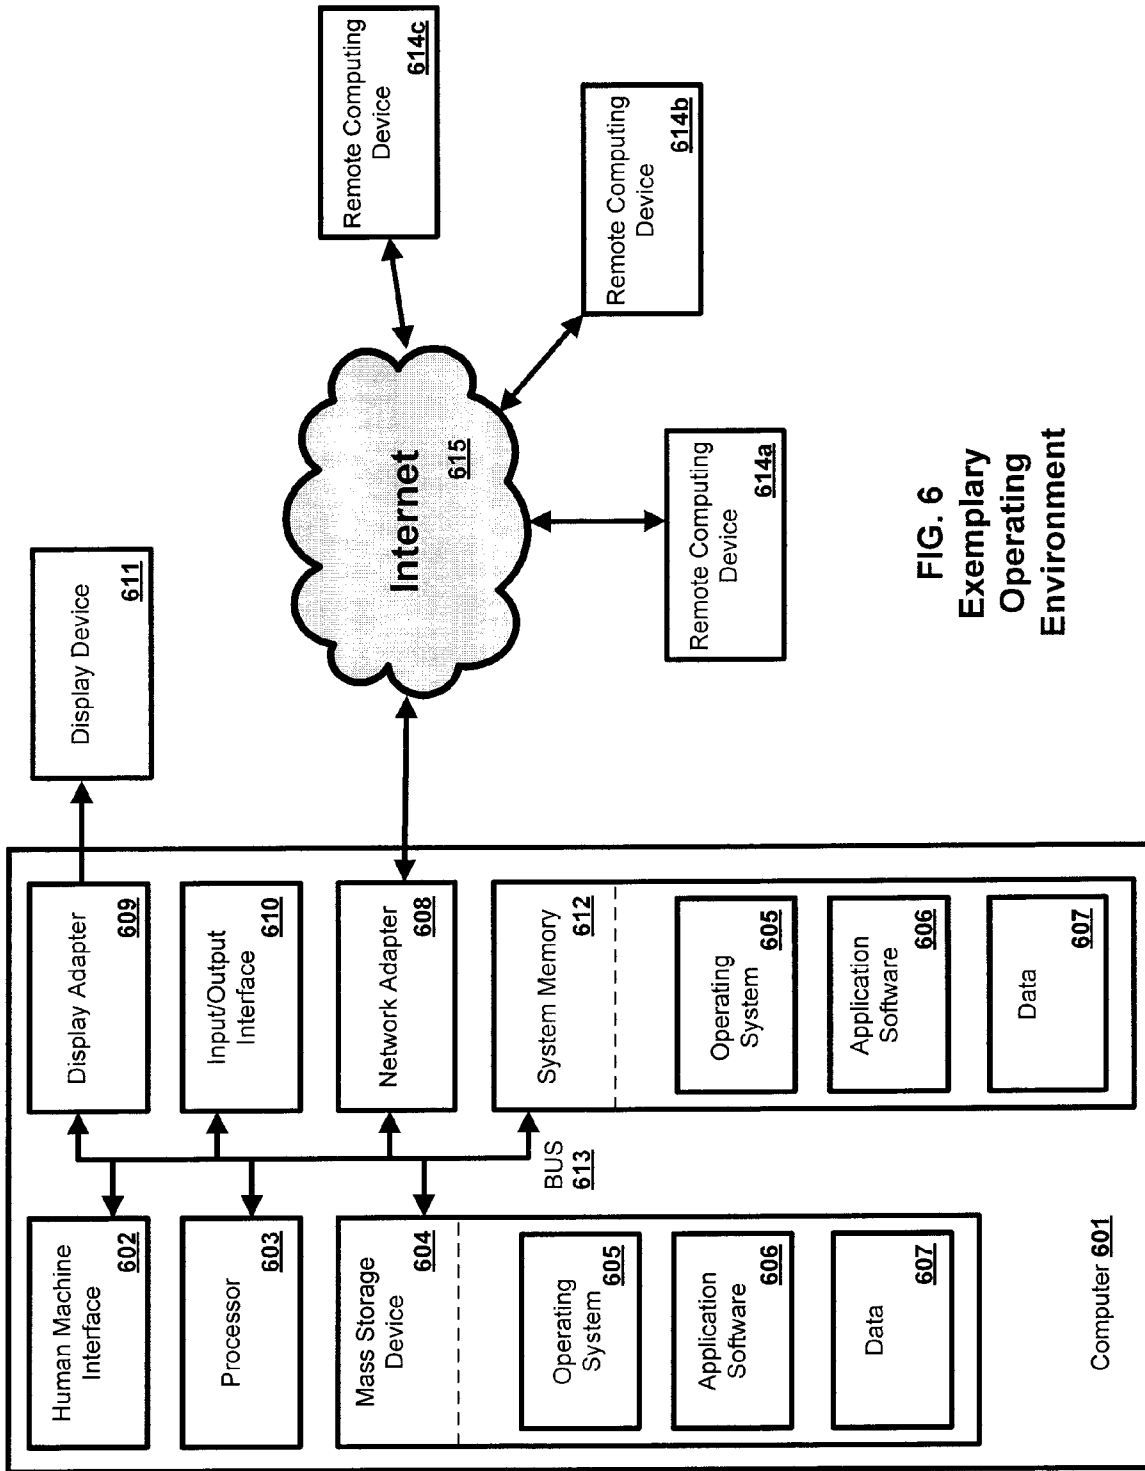 Human Machine
Interface
602
Processor
603
Mass Storage
Device
604
Operating
System
605
Application
Software
606
Data
607
Computer 601
BUS
613
Display Adapter
609
Input/Output
Interface
610
Network Adapter
608
System Memory
612
Operating
System
605
Application
Software
606
Data
607
Display Device
611
Internet
615
Remote Computing
Device
614a
Remote Computing
Device
614b
Remote Computing
Device
614c
FIG. 6
Exemplary
Operating
Environment